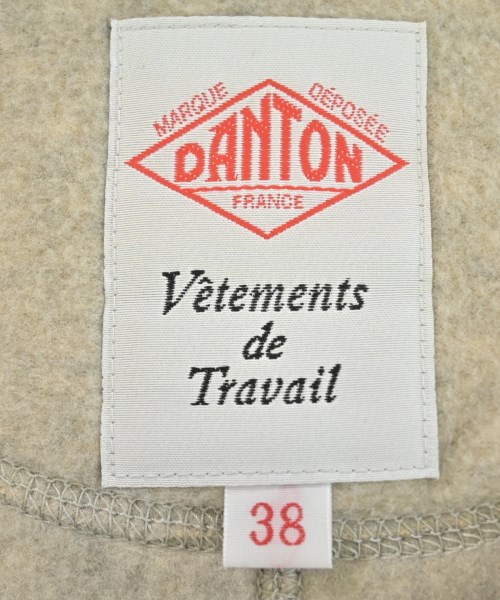 MARQUE DÉPOSÉE
DANTON
FRANCE
Vêtements
de
Travail
38